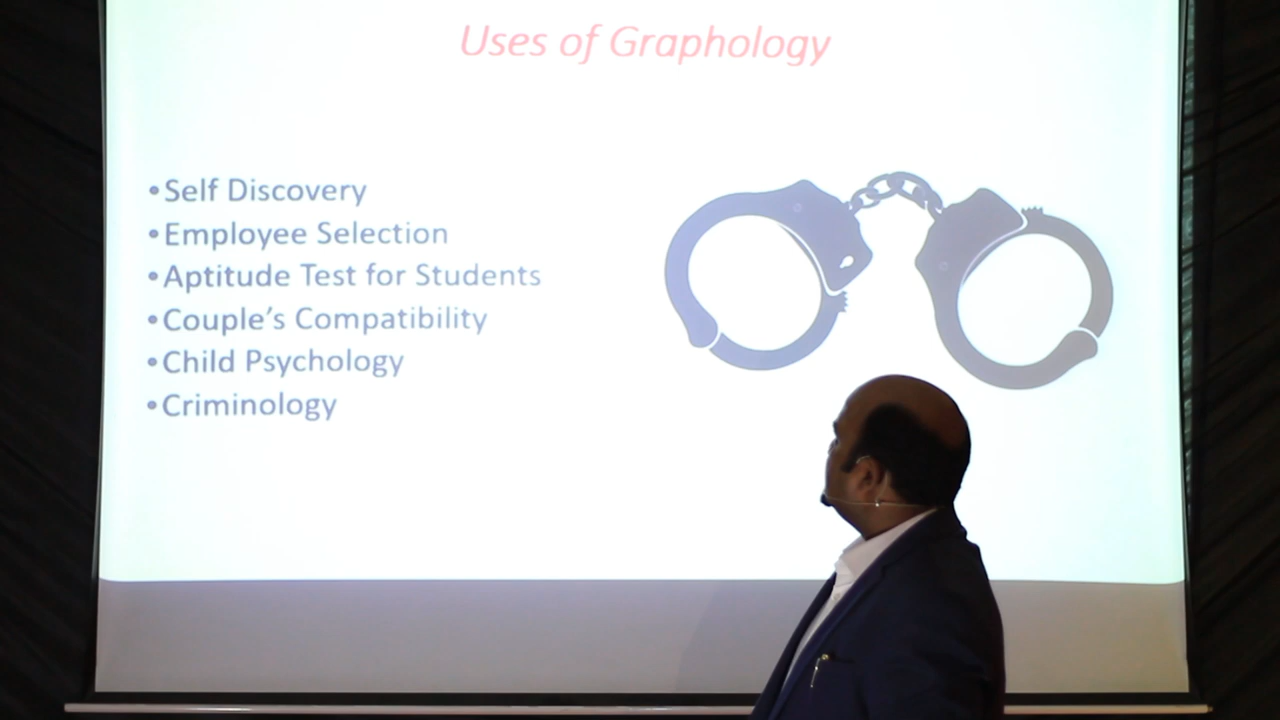 Uses of Graphology
•Self Discovery
•Employee Selection
•Aptitude Test for Students
•Couple's Compatibility
•Child Psychology
•Criminology